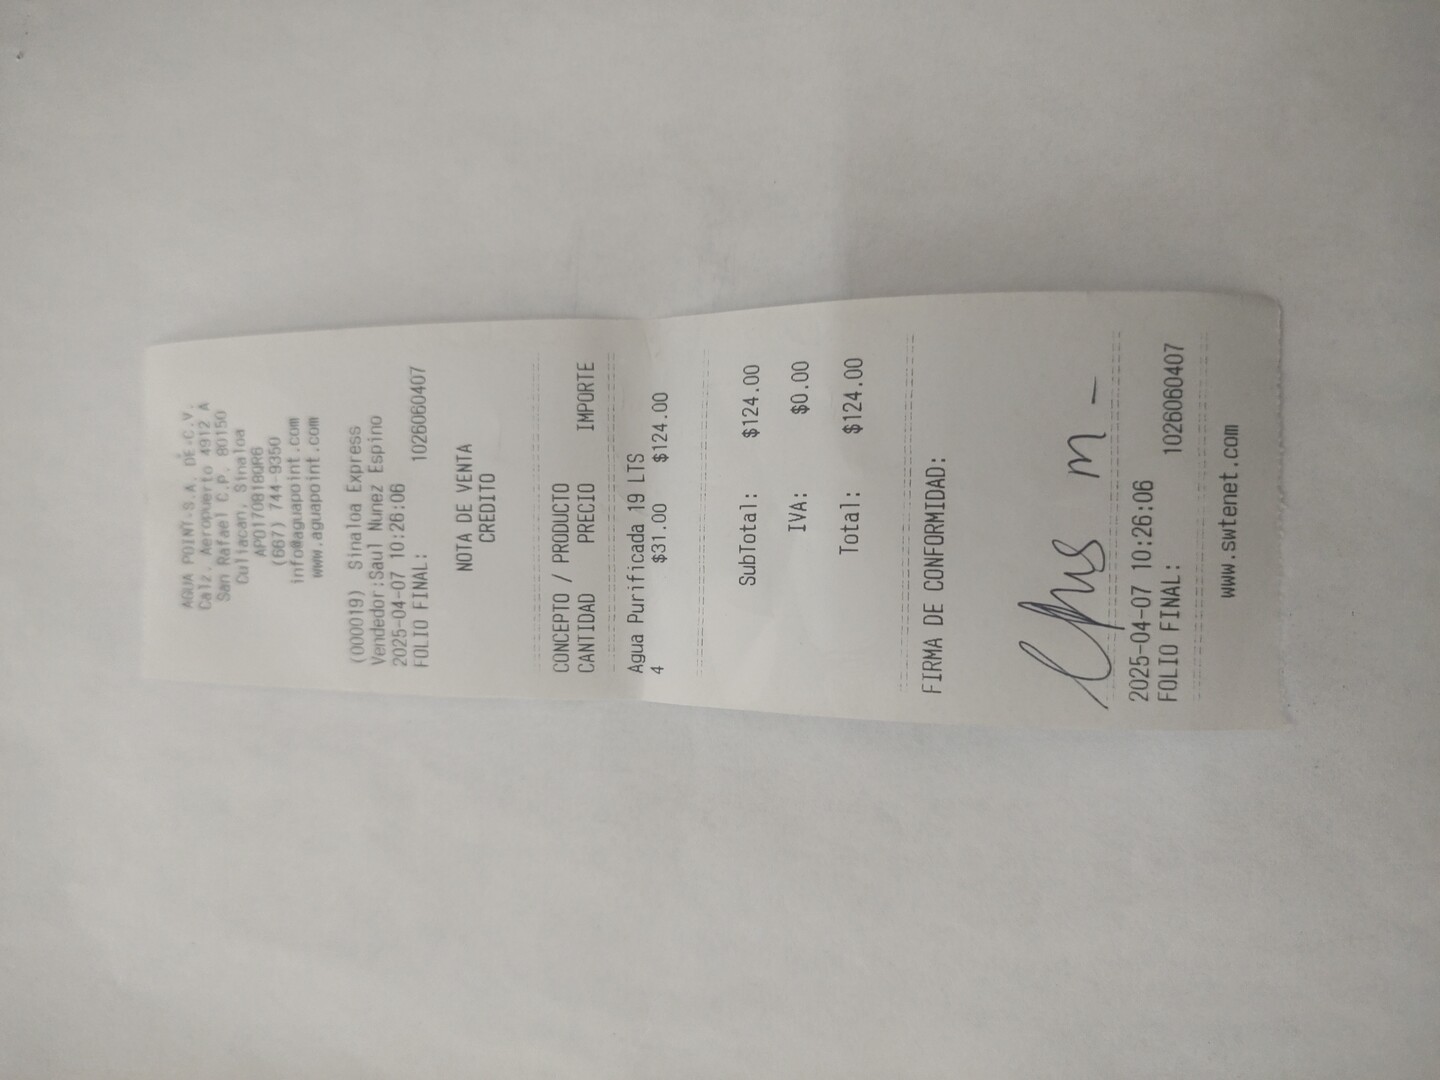 AGUA POINT S.A. DE C.V.
Calz. Aeropuerto 4912 A
San Rafael C.P. 80150
Culiacan, Sinaloa
APO170818QR6
(667) 744-9350
info@aguapoint.com
www.aguapoint.com
(000019) Sinaloa Express
Vendedor:Saul Nunez Espino
2025-04-07 10:26:06
FOLIO FINAL: 1026060407
NOTA DE VENTA
CREDITO
CONCEPTO / PRODUCTO
CANTIDAD PRECIO IMPORTE
Agua Purificada 19 LTS
4 $31.00 $124.00
SubTotal: $124.00
IVA: $0.00
Total: $124.00
FIRMA DE CONFORMIDAD:
2025-04-07 10:26:06
FOLIO FINAL: 1026060407
www.swtenet.com